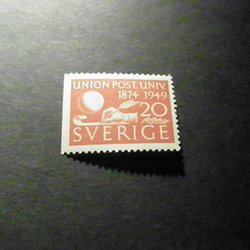 UNION POST. UNIV.
1874 1949
20
SVERIGE